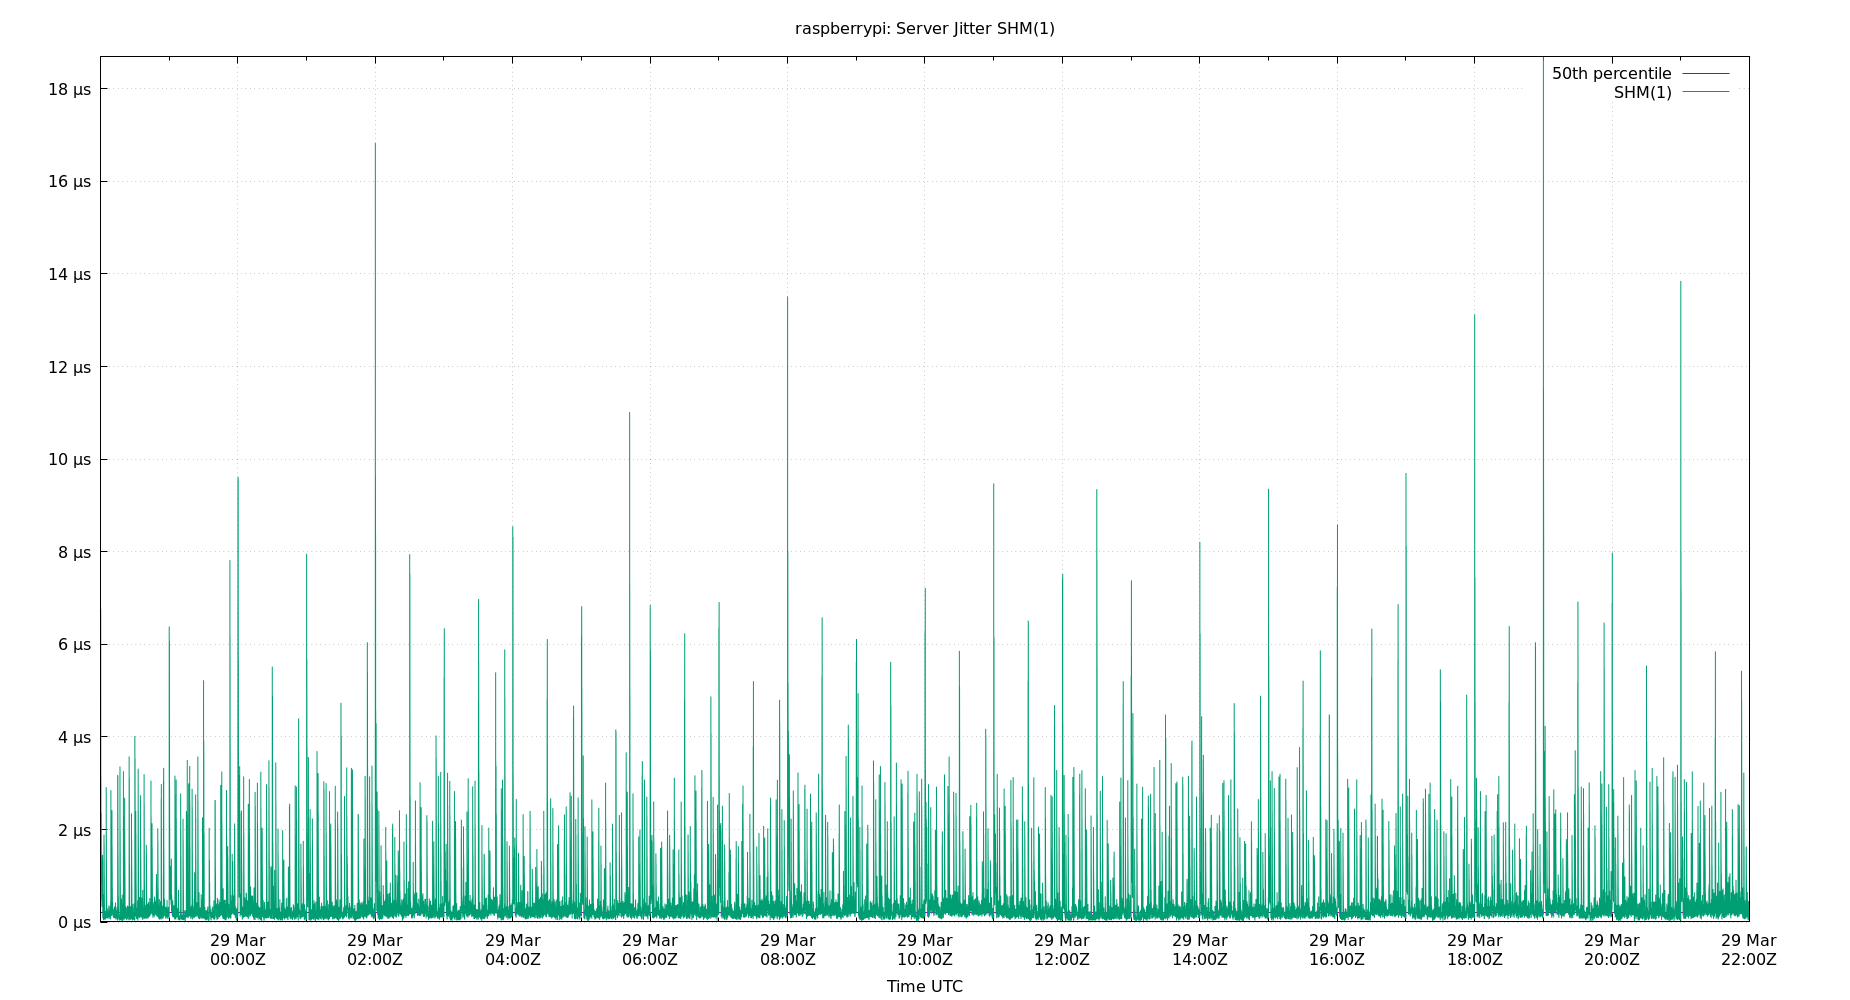 raspberrypi: Server Jitter SHM(1)
50th percentile
SHM(1)
18 µs
16 µs
14 µs
12 µs
10 µs
8 µs
6 µs
4 µs
2 µs
0 µs
29 Mar 29 Mar 29 Mar 29 Mar 29 Mar 29 Mar 29 Mar 29 Mar 29 Mar 29 Mar 29 Mar 29 Mar
00:00Z 02:00Z 04:00Z 06:00Z 08:00Z 10:00Z 12:00Z 14:00Z 16:00Z 18:00Z 20:00Z 22:00Z
Time UTC